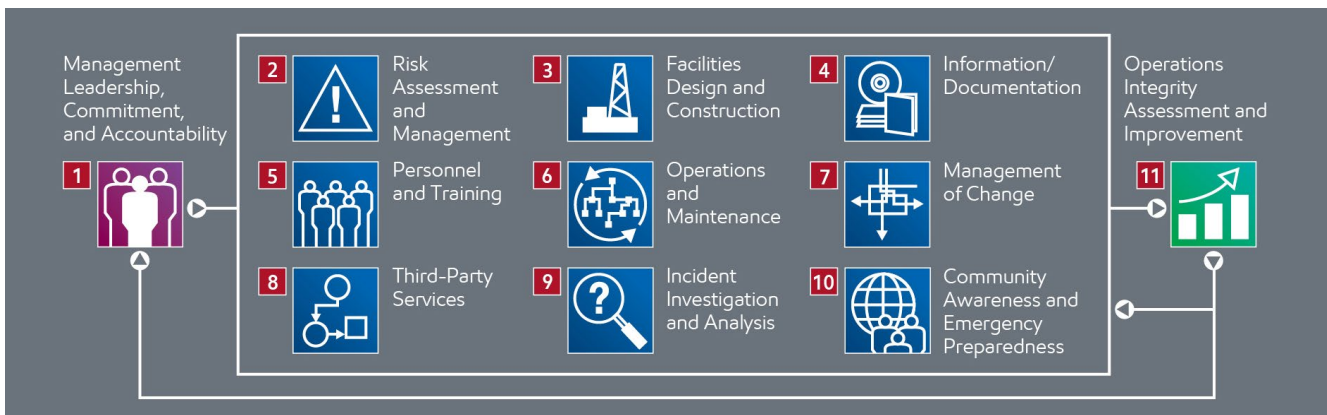 Management
Leadership,
Commitment,
and Accountability
1
2
Risk
Assessment
and
Management
3
Facilities
Design and
Construction
4
Information/
Documentation
5
Personnel
and Training
6
Operations
and
Maintenance
7
Management
of Change
8
Third-Party
Services
9
Incident
Investigation
and Analysis
10
Community
Awareness and
Emergency
Preparedness
Operations
Integrity
Assessment and
Improvement
11